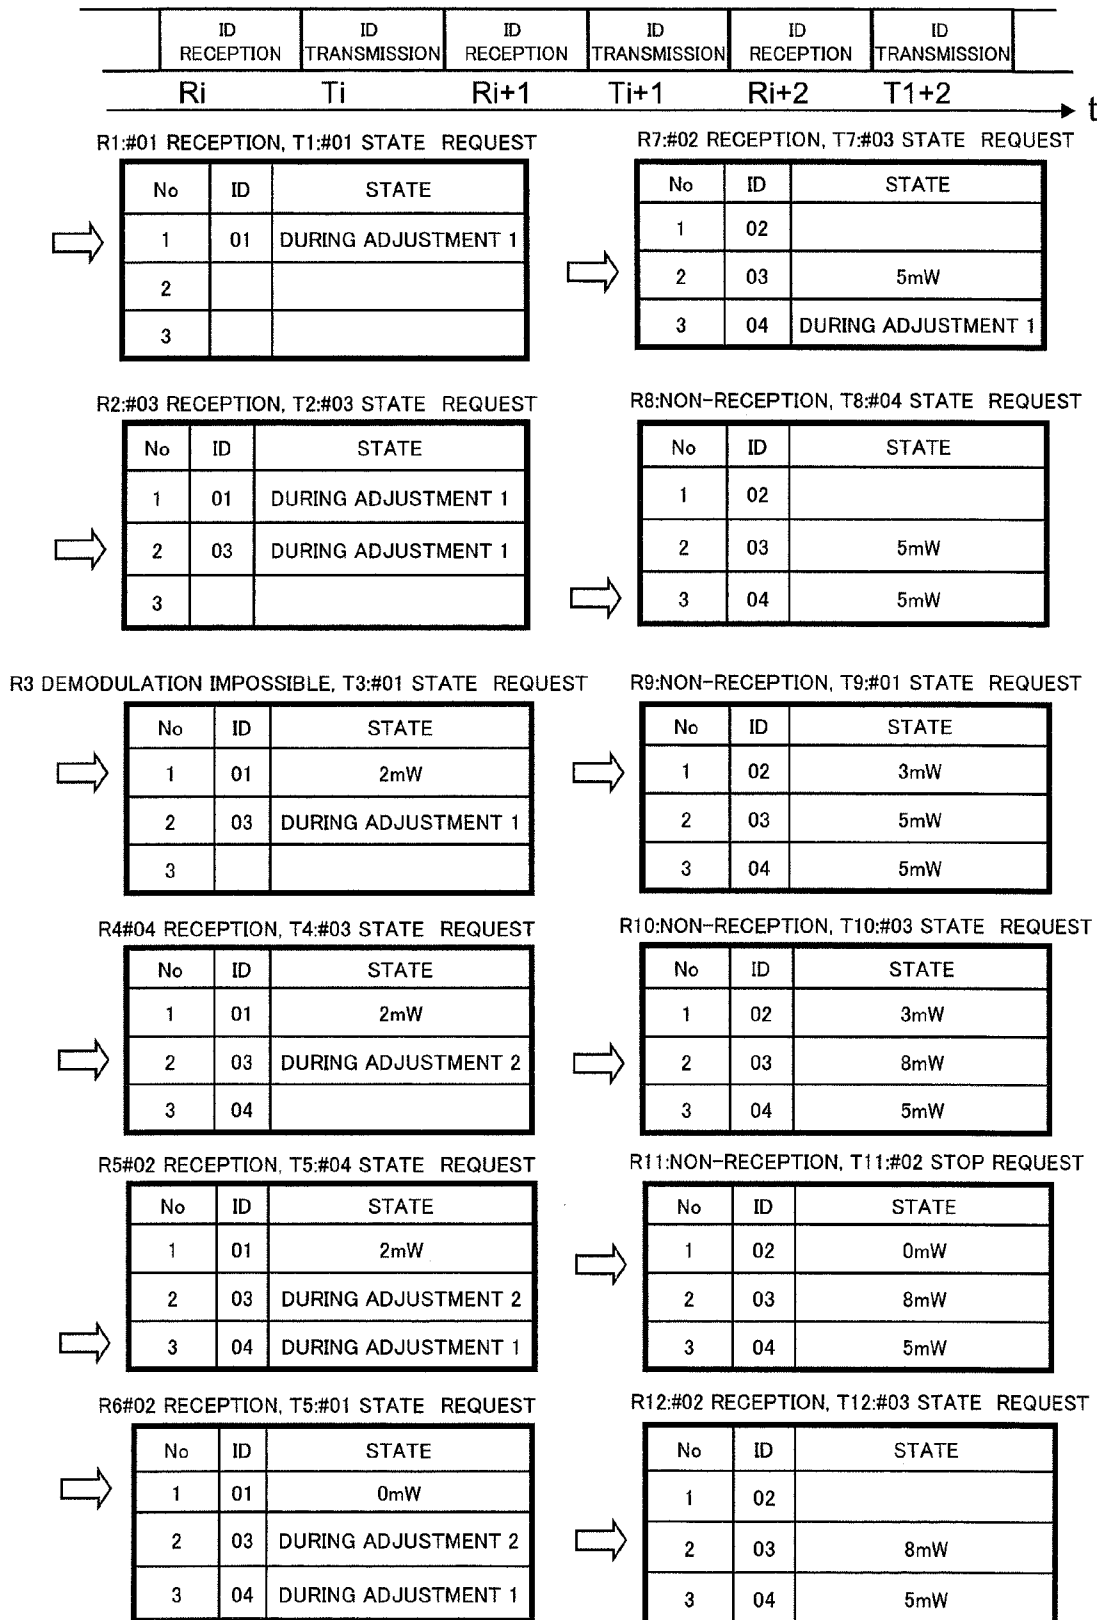 ID RECEPTION ID TRANSMISSION ID RECEPTION ID TRANSMISSION ID RECEPTION ID TRANSMISSION
Ri Ti Ri+1 Ti+1 Ri+2 T1+2
t
R1:#01 RECEPTION, T1:#01 STATE REQUEST
No ID STATE
1 01 DURING ADJUSTMENT 1
2
3
R2:#03 RECEPTION, T2:#03 STATE REQUEST
No ID STATE
1 01 DURING ADJUSTMENT 1
2 03 DURING ADJUSTMENT 1
3
R3 DEMODULATION IMPOSSIBLE, T3:#01 STATE REQUEST
No ID STATE
1 01 2mW
2 03 DURING ADJUSTMENT 1
3
R4#04 RECEPTION, T4:#03 STATE REQUEST
No ID STATE
1 01 2mW
2 03 DURING ADJUSTMENT 2
3 04
R5#02 RECEPTION, T5:#04 STATE REQUEST
No ID STATE
1 01 2mW
2 03 DURING ADJUSTMENT 2
3 04 DURING ADJUSTMENT 1
R6#02 RECEPTION, T5:#01 STATE REQUEST
No ID STATE
1 01 0mW
2 03 DURING ADJUSTMENT 2
3 04 DURING ADJUSTMENT 1
R7:#02 RECEPTION, T7:#03 STATE REQUEST
No ID STATE
1 02
2 03 5mW
3 04 DURING ADJUSTMENT 1
R8:NON-RECEPTION, T8:#04 STATE REQUEST
No ID STATE
1 02
2 03 5mW
3 04 5mW
R9:NON-RECEPTION, T9:#01 STATE REQUEST
No ID STATE
1 02 3mW
2 03 5mW
3 04 5mW
R10:NON-RECEPTION, T10:#03 STATE REQUEST
No ID STATE
1 02 3mW
2 03 8mW
3 04 5mW
R11:NON-RECEPTION, T11:#02 STOP REQUEST
No ID STATE
1 02 0mW
2 03 8mW
3 04 5mW
R12:#02 RECEPTION, T12:#03 STATE REQUEST
No ID STATE
1 02
2 03 8mW
3 04 5mW